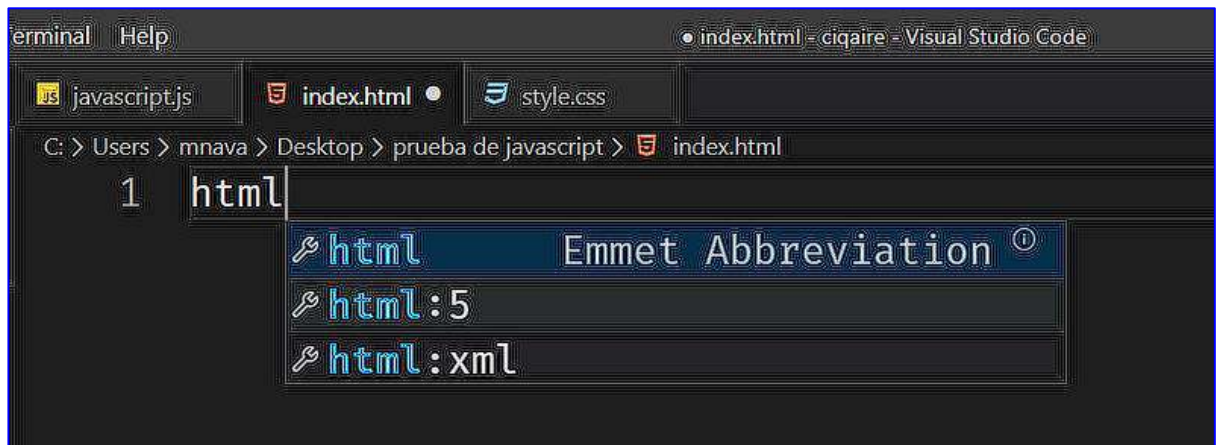 erminal Help ● index.html - ciqaire - Visual Studio Code
JS javascript.js index.html ● style.css
C: > Users > mnava > Desktop > prueba de javascript > index.html
1 html
html Emmet Abbreviation
html:5
html:xml